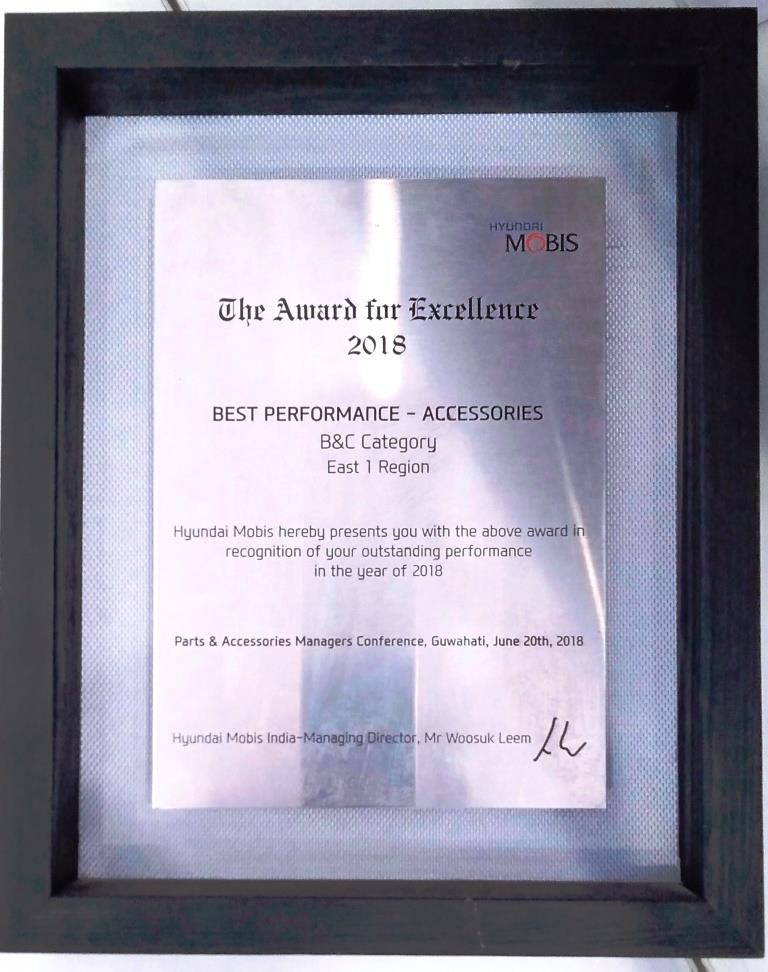 HYUNDAI
MOBIS
The Award for Excellence
2018
BEST PERFORMANCE - ACCESSORIES
B&C Category
East 1 Region
Hyundai Mobis hereby presents you with the above award in
recognition of your outstanding performance
in the year of 2018
Parts & Accessories Managers Conference, Guwahati, June 20th, 2018
Hyundai Mobis India-Managing Director, Mr Woosuk Leem